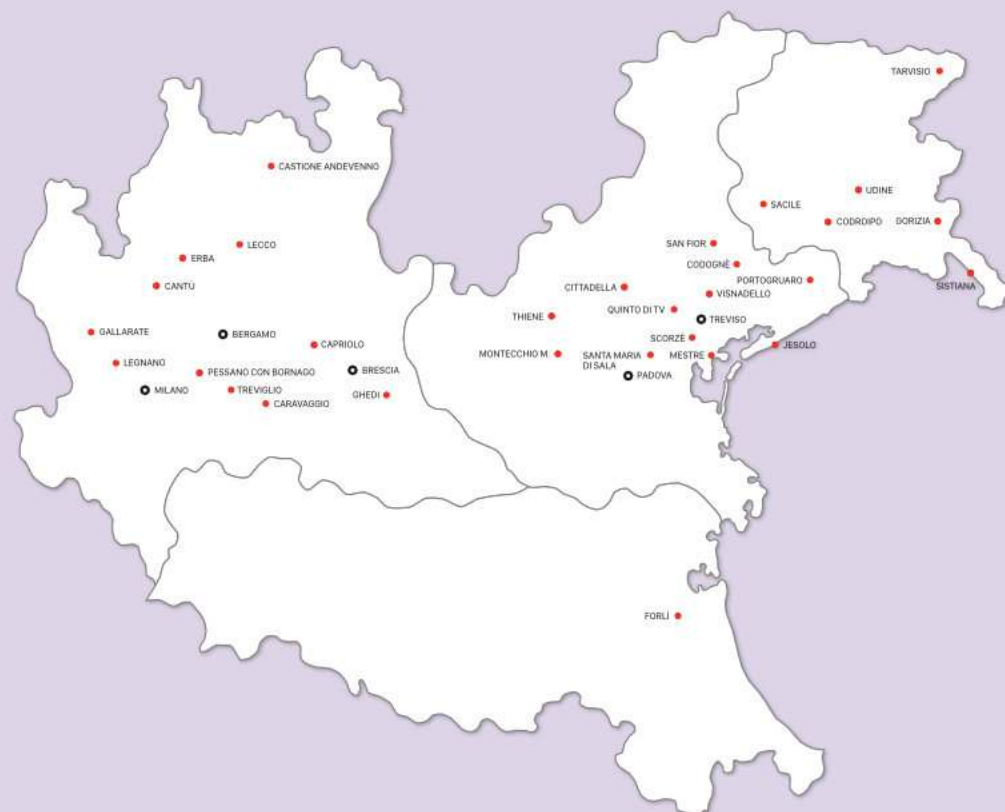 TARVISIO
CASTIONE ANDEVENNO
UDINE
SACILE
CODROIPO
GORIZIA
LECCO
SAN FIOR
ERBA
CODOGNÈ
SISTIANA
PORTOGRUARO
CANTÙ
CITTADELLA
VISNADELLO
QUINTO DI TV
THIENE
TREVISO
GALLARATE
BERGAMO
SCORZÈ
CAPRIOLO
JESOLO
MONTECCHIO M.
SANTA MARIA
DI SALA
MESTRE
LEGNANO
BRESCIA
PESSANO CON BORNAGO
PADOVA
MILANO
TREVIGLIO
GHEDI
CARAVAGGIO
FORLÌ